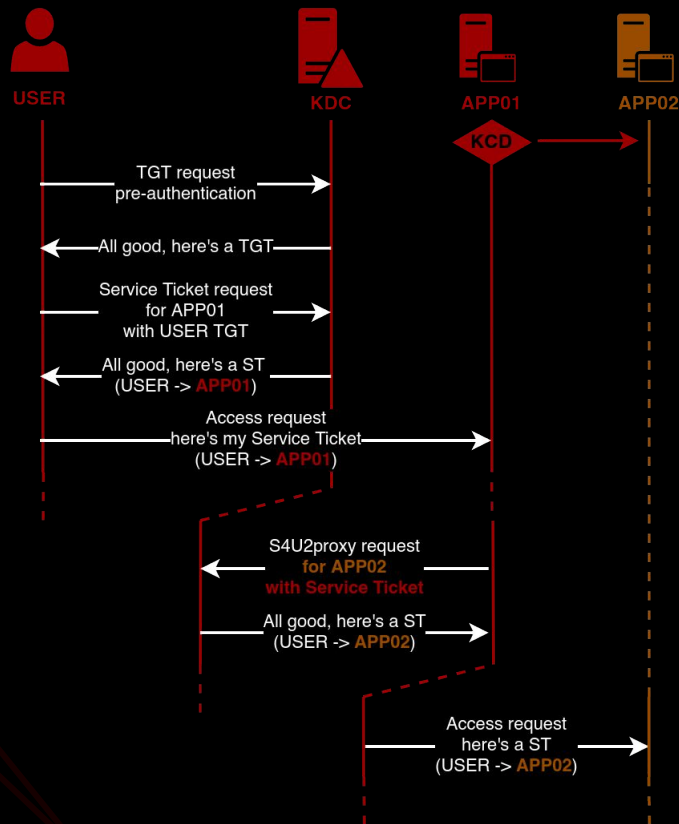 USER
KDC
APP01
APP02
KCD
TGT request
pre-authentication
All good, here's a TGT
Service Ticket request
for APP01
with USER TGT
All good, here's a ST
(USER -> APP01)
Access request
here's my Service Ticket
(USER -> APP01)
S4U2proxy request
for APP02
with Service Ticket
All good, here's a ST
(USER -> APP02)
Access request
here's a ST
(USER -> APP02)